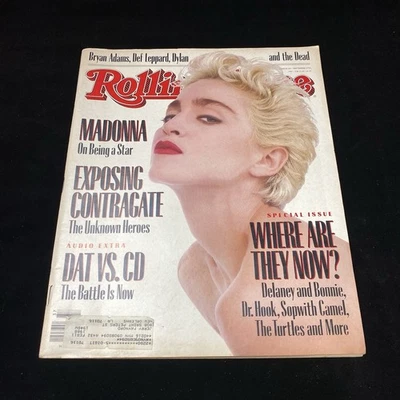 Bryan Adams, Def Leppard, Dylan and the Dead
Rolling Stone
MADONNA
On Being a Star
EXPOSING
CONTRAGATE
The Unknown Heroes
AUDIO EXTRA
DAT VS. CD
The Battle Is Now
SPECIAL ISSUE
WHERE ARE
THEY NOW?
Delaney and Bonnie,
Dr. Hook, Sopwith Camel,
The Turtles and More